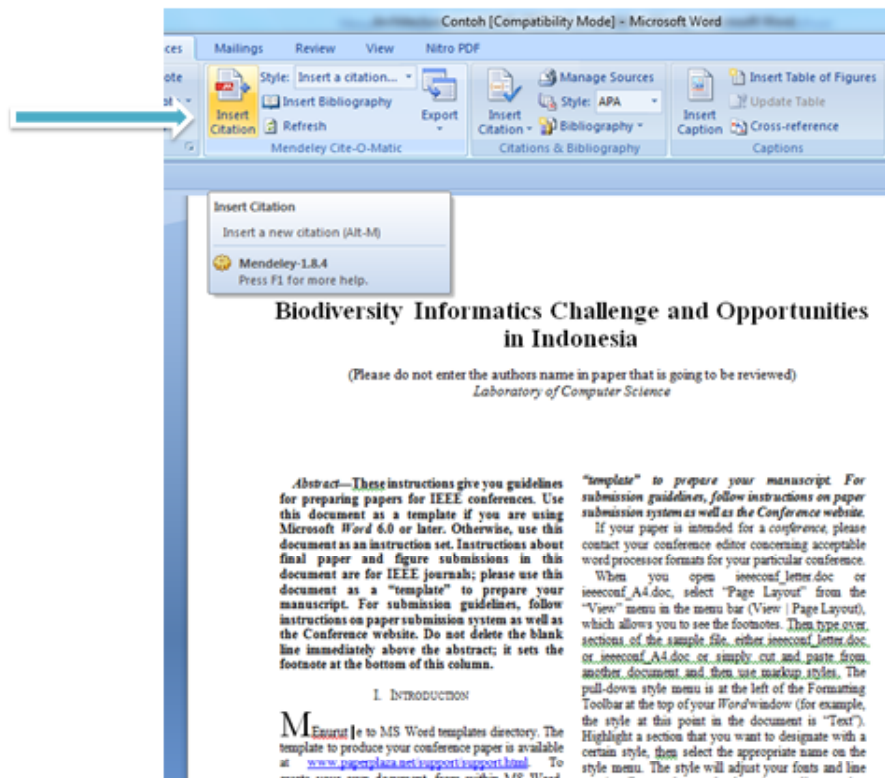 Contoh [Compatibility Mode] - Microsoft Word
ces Mailings Review View Nitro PDF
ote
Insert Citation
Style: Insert a citation...
Insert Bibliography
Refresh
Export
Mendeley Cite-O-Matic
Insert Citation
Manage Sources
Style: APA
Bibliography
Citations & Bibliography
Insert Caption
Insert Table of Figures
Update Table
Cross-reference
Captions
Insert Citation
Insert a new citation (Alt-M)
Mendeley-1.8.4
Press F1 for more help.
Biodiversity Informatics Challenge and Opportunities
in Indonesia
(Please do not enter the authors name in paper that is going to be reviewed)
Laboratory of Computer Science
Abstract—These instructions give you guidelines
for preparing papers for IEEE conferences. Use
this document as a template if you are using
Microsoft Word 6.0 or later. Otherwise, use this
document as an instruction set. Instructions about
final paper and figure submissions in this
document are for IEEE journals; please use this
document as a “template” to prepare your
manuscript. For submission guidelines, follow
instructions on paper submission system as well as
the Conference website. Do not delete the blank
line immediately above the abstract; it sets the
footnote at the bottom of this column.
I. INTRODUCTION
MEnurut e to MS Word templates directory. The
template to produce your conference paper is available
at www.paperplaza.net/support/support.html. To
create your own document, from within MS Word,
“template” to prepare your manuscript. For
submission guidelines, follow instructions on paper
submission system as well as the Conference website.
If your paper is intended for a conference, please
contact your conference editor concerning acceptable
word processor formats for your particular conference.
When you open ieeeconf_letter.doc or
ieeeconf_A4.doc, select “Page Layout” from the
“View” menu in the menu bar (View | Page Layout),
which allows you to see the footnotes. Then type over
sections of the sample file, either ieeeconf_letter.doc
or ieeeconf_A4.doc or simply cut and paste from
another document and then use markup styles. The
pull-down style menu is at the left of the Formatting
Toolbar at the top of your Word window (for example,
the style at this point in the document is “Text”).
Highlight a section that you want to designate with a
certain style, then select the appropriate name on the
style menu. The style will adjust your fonts and line